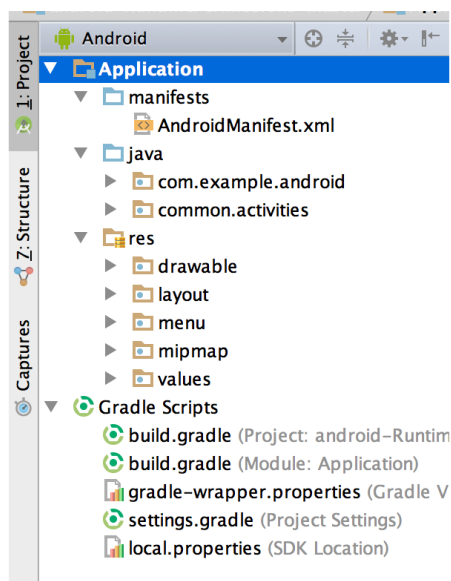 Android
1: Project
Application
manifests
AndroidManifest.xml
java
com.example.android
common.activities
7: Structure
res
drawable
layout
menu
mipmap
values
Captures
Gradle Scripts
build.gradle (Project: android-Runtim
build.gradle (Module: Application)
gradle-wrapper.properties (Gradle V
settings.gradle (Project Settings)
local.properties (SDK Location)